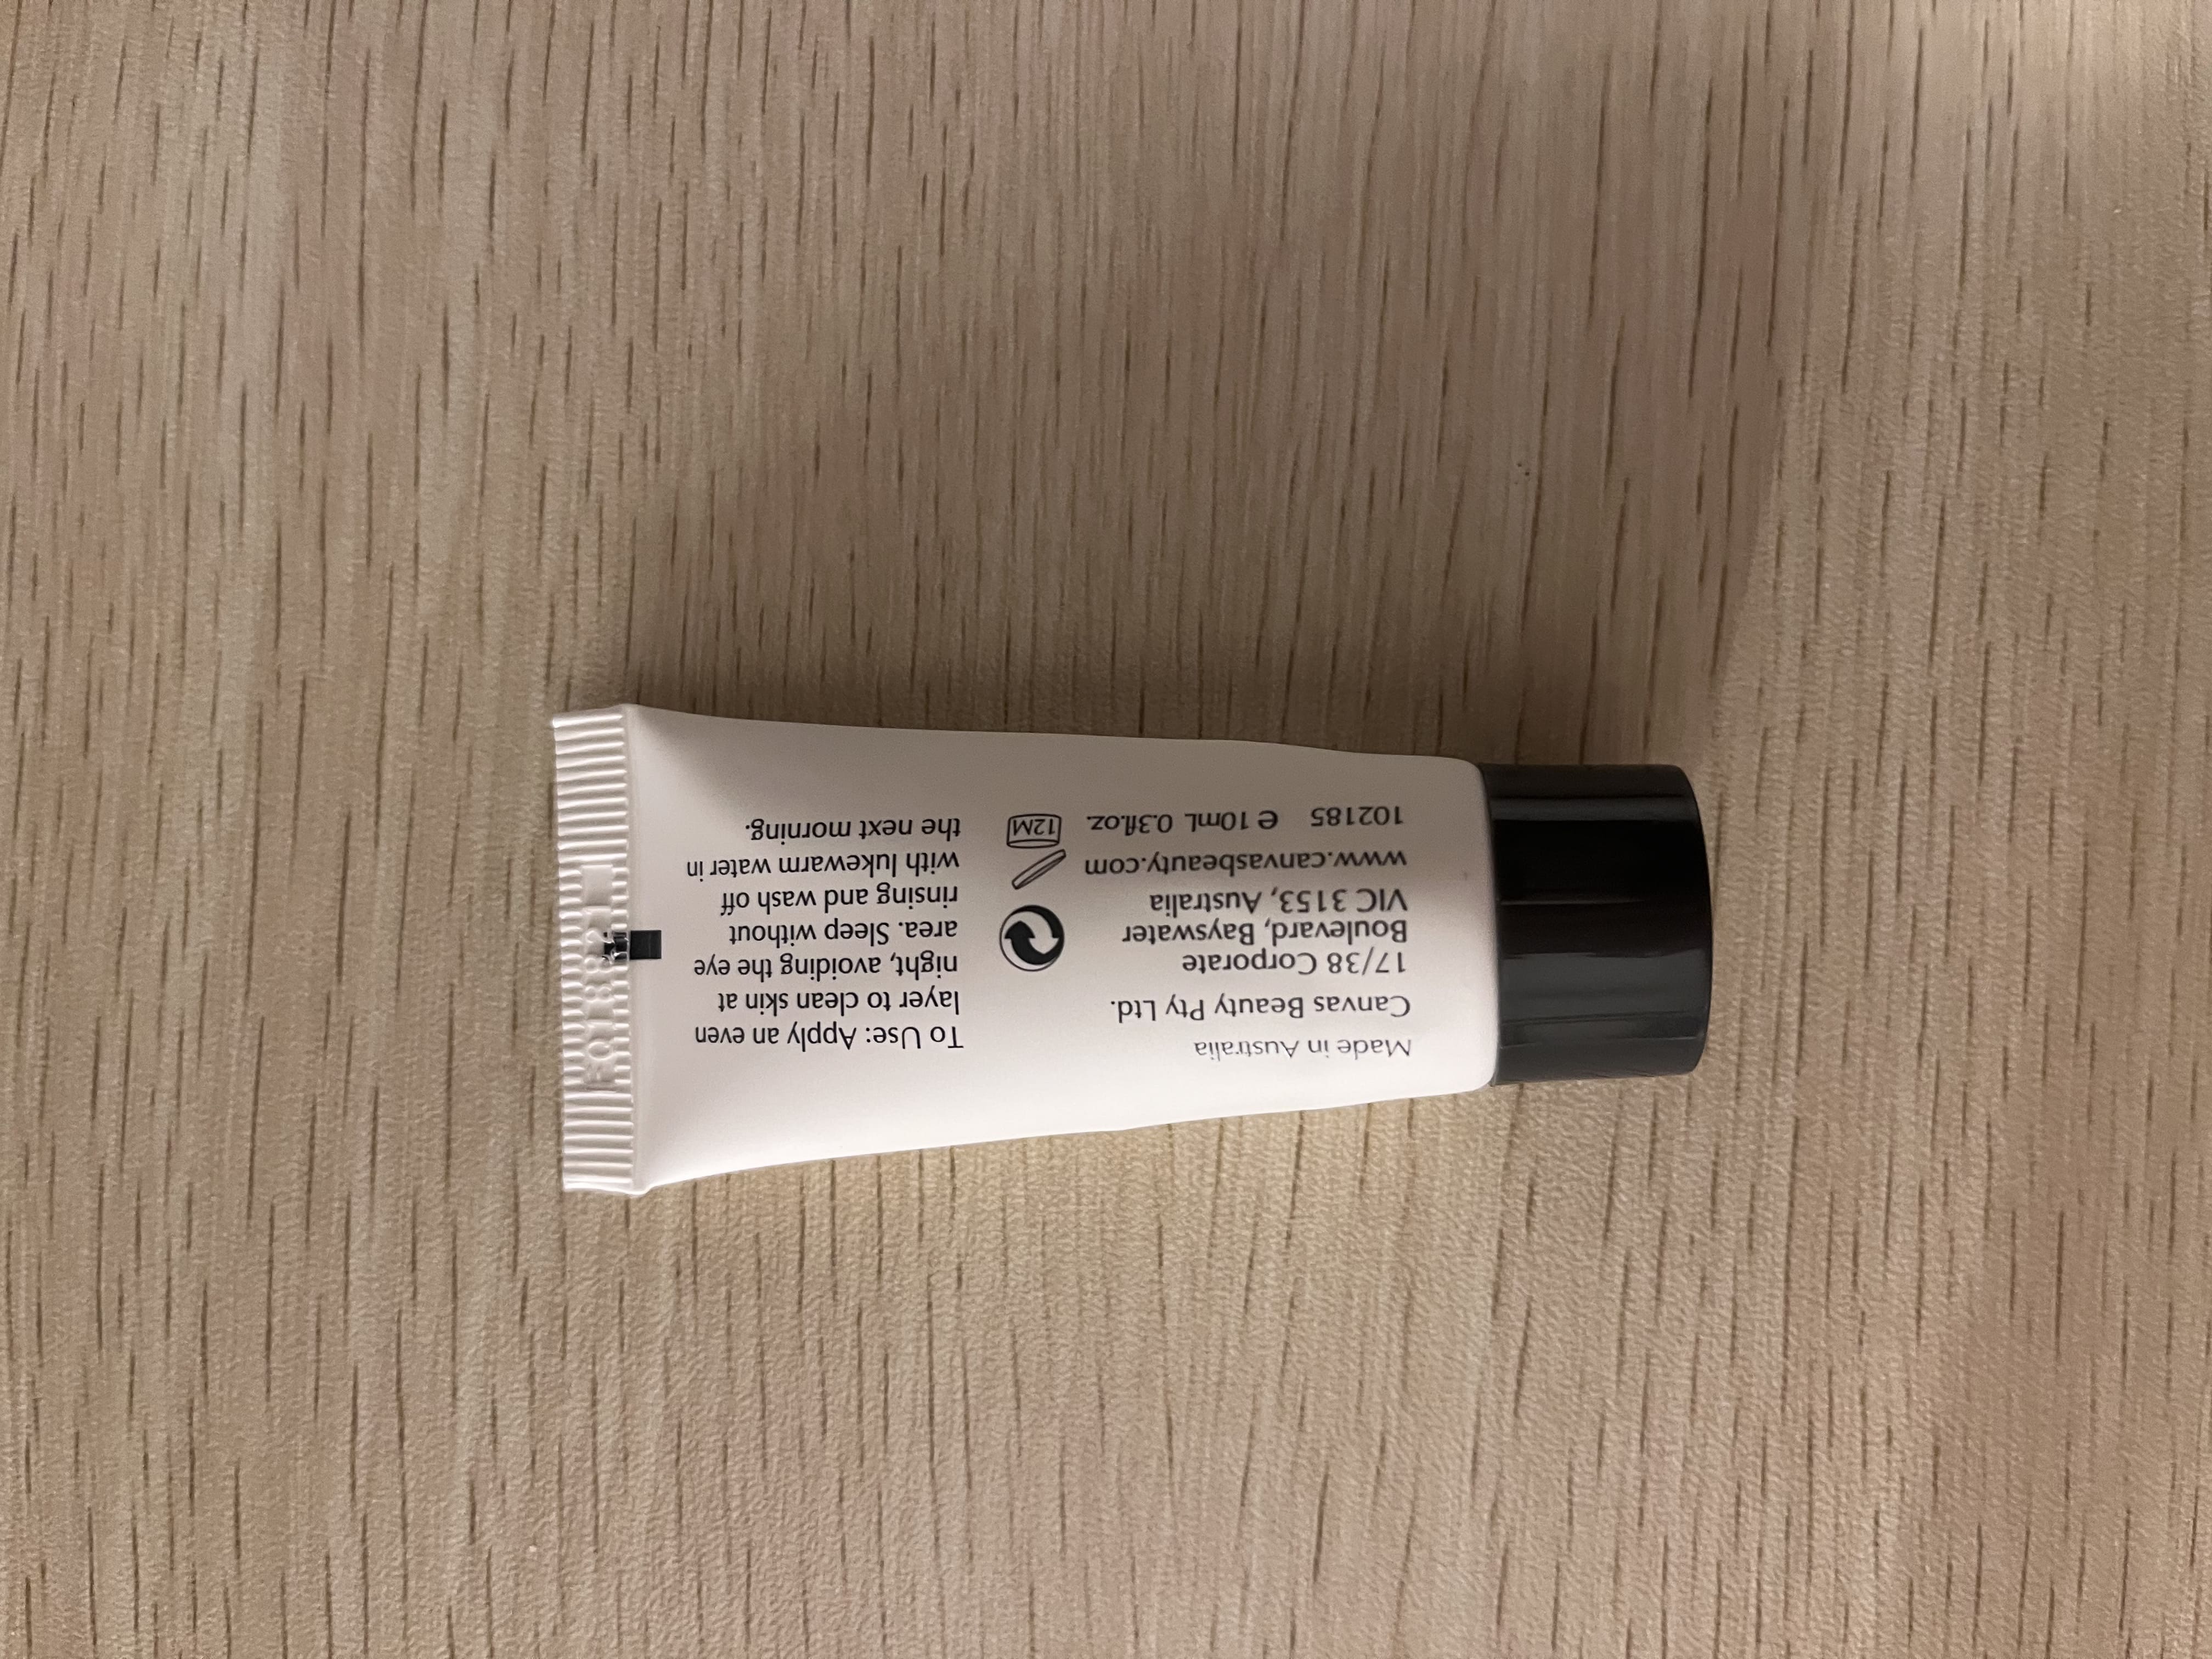 Made in Australia
Canvas Beauty Pty Ltd.
17/38 Corporate
Boulevard, Bayswater
VIC 3153, Australia
www.canvasbeauty.com
102185 e 10mL 0.3fl.oz.
12M
To Use: Apply an even
layer to clean skin at
night, avoiding the eye
area. Sleep without
rinsing and wash off
with lukewarm water in
the next morning.